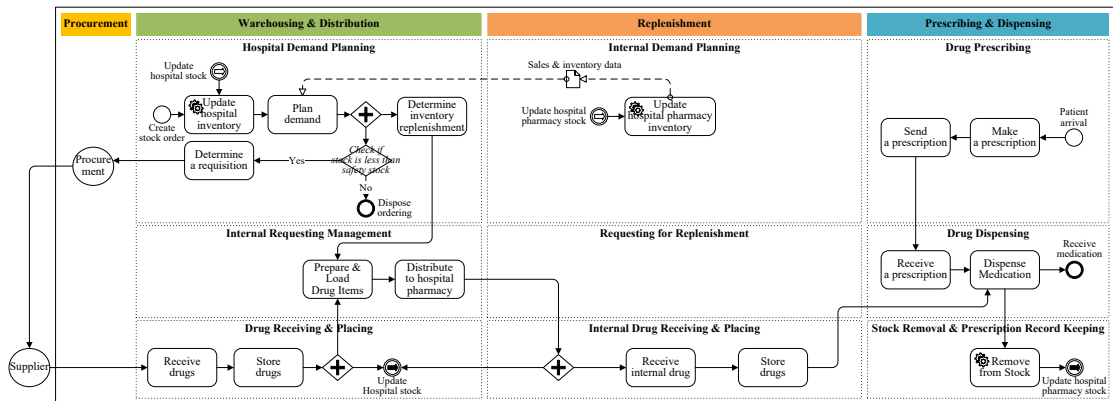 Procurement
Warehousing & Distribution
Replenishment
Prescribing & Dispensing
Hospital Demand Planning
Internal Demand Planning
Drug Prescribing
Update
hospital stock
Sales & inventory data
Update
hospital
inventory
Plan
demand
Determine
inventory
replenishment
Update hospital
pharmacy stock
Update
hospital pharmacy
inventory
Patient
arrival
Send
a prescription
Make
a prescription
Create
stock order
Procure
ment
Determine
a requisition
Yes
Check if
stock is less than
safety stock
No
Dispose
ordering
Internal Requesting Management
Requesting for Replenishment
Drug Dispensing
Receive
medication
Prepare &
Load
Drug Items
Distribute
to hospital
pharmacy
Receive
a prescription
Dispense
Medication
Drug Receiving & Placing
Internal Drug Receiving & Placing
Stock Removal & Prescription Record Keeping
Supplier
Receive
drugs
Store
drugs
Update
Hospital stock
Receive
internal drug
Store
drugs
Remove
from Stock
Update hospital
pharmacy stock